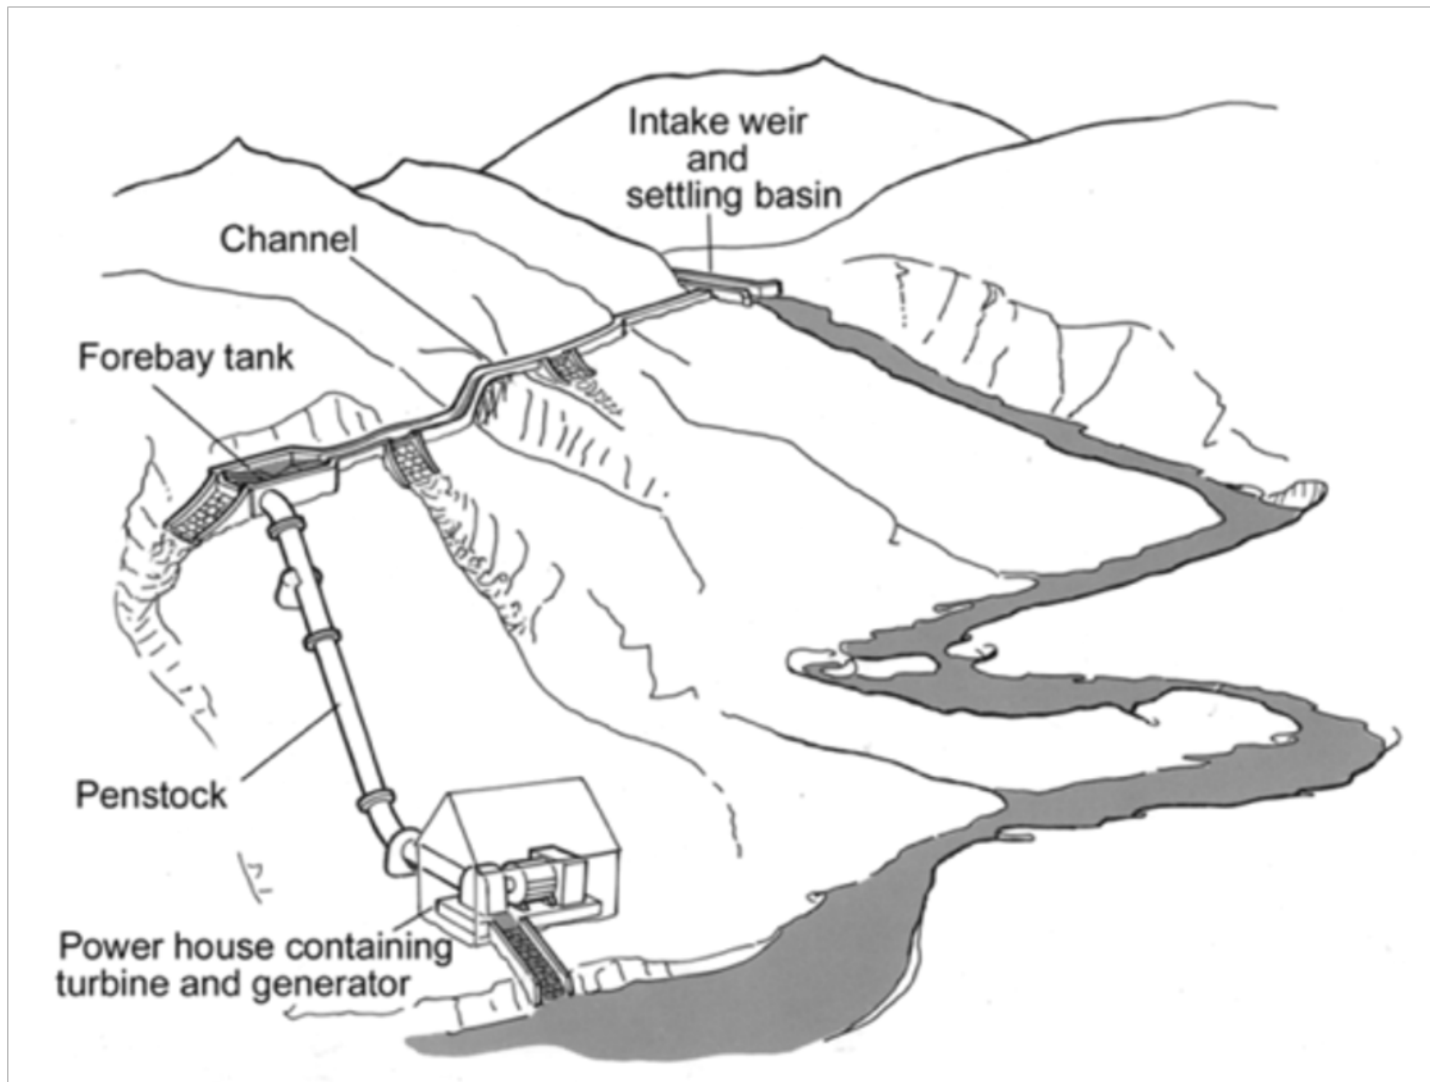 Intake weir
and
settling basin
Channel
Forebay tank
Penstock
Power house containing
turbine and generator